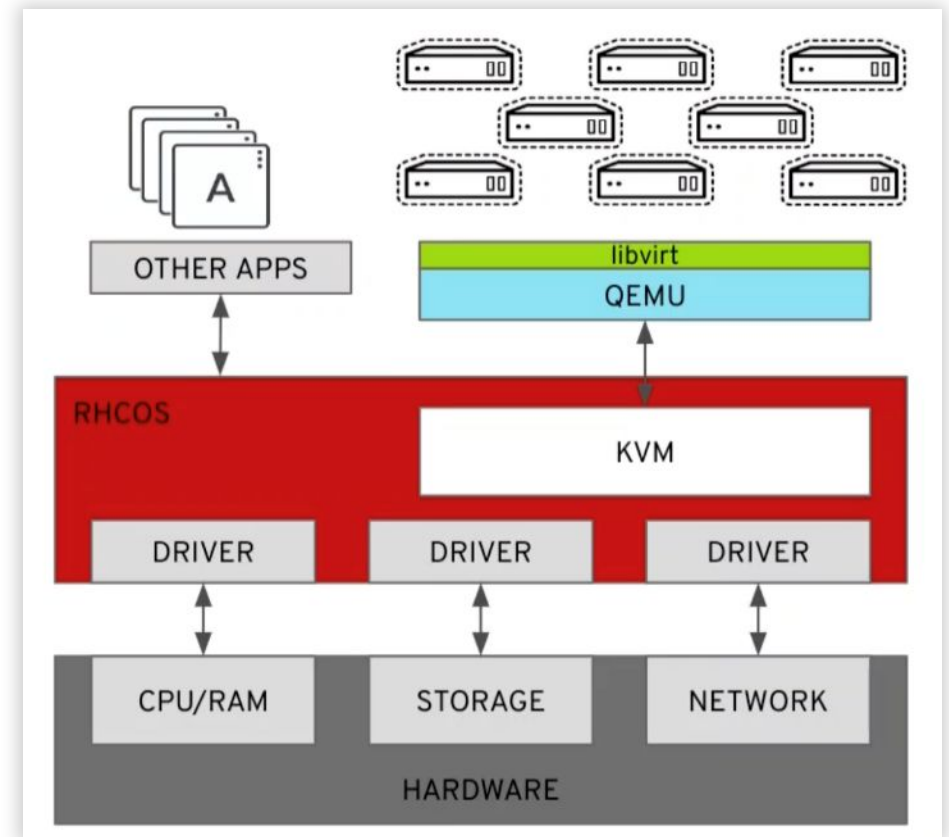 A
OTHER APPS
libvirt
QEMU
RHCOS
KVM
DRIVER
DRIVER
DRIVER
CPU/RAM
STORAGE
NETWORK
HARDWARE